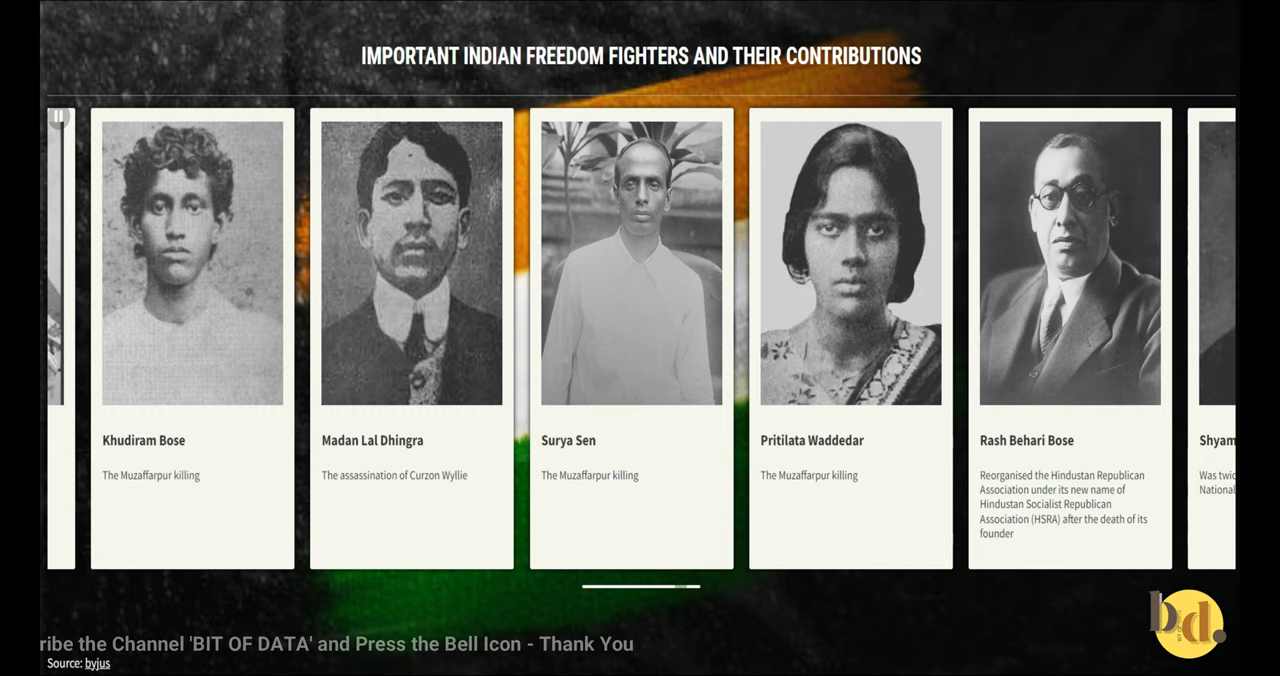 IMPORTANT INDIAN FREEDOM FIGHTERS AND THEIR CONTRIBUTIONS
Khudiram Bose
The Muzaffarpur killing
Madan Lal Dhingra
The assassination of Curzon Wyllie
Surya Sen
The Muzaffarpur killing
Pritilata Waddedar
The Muzaffarpur killing
Rash Behari Bose
Reorganised the Hindustan Republican
Association under its new name of
Hindustan Socialist Republican
Association (HSRA) after the death of its
founder
Shyam
Was twic
National
bd.
ribe the Channel 'BIT OF DATA' and Press the Bell Icon - Thank You
Source: byjus